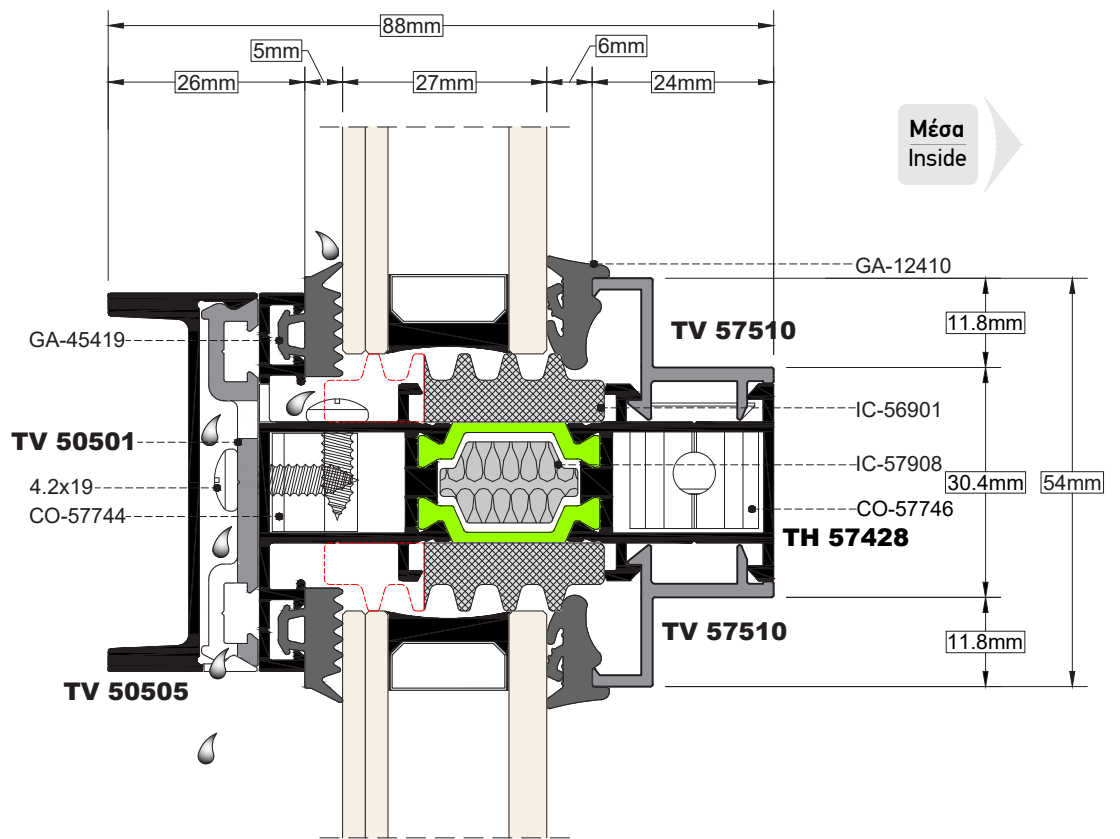 88mm
5mm
6mm
26mm
27mm
24mm
Μέσα
Inside
GA-12410
11.8mm
TV 57510
GA-45419
IC-56901
TV 50501
IC-57908
4.2x19
30.4mm
54mm
CO-57744
CO-57746
TH 57428
TV 57510
11.8mm
TV 50505